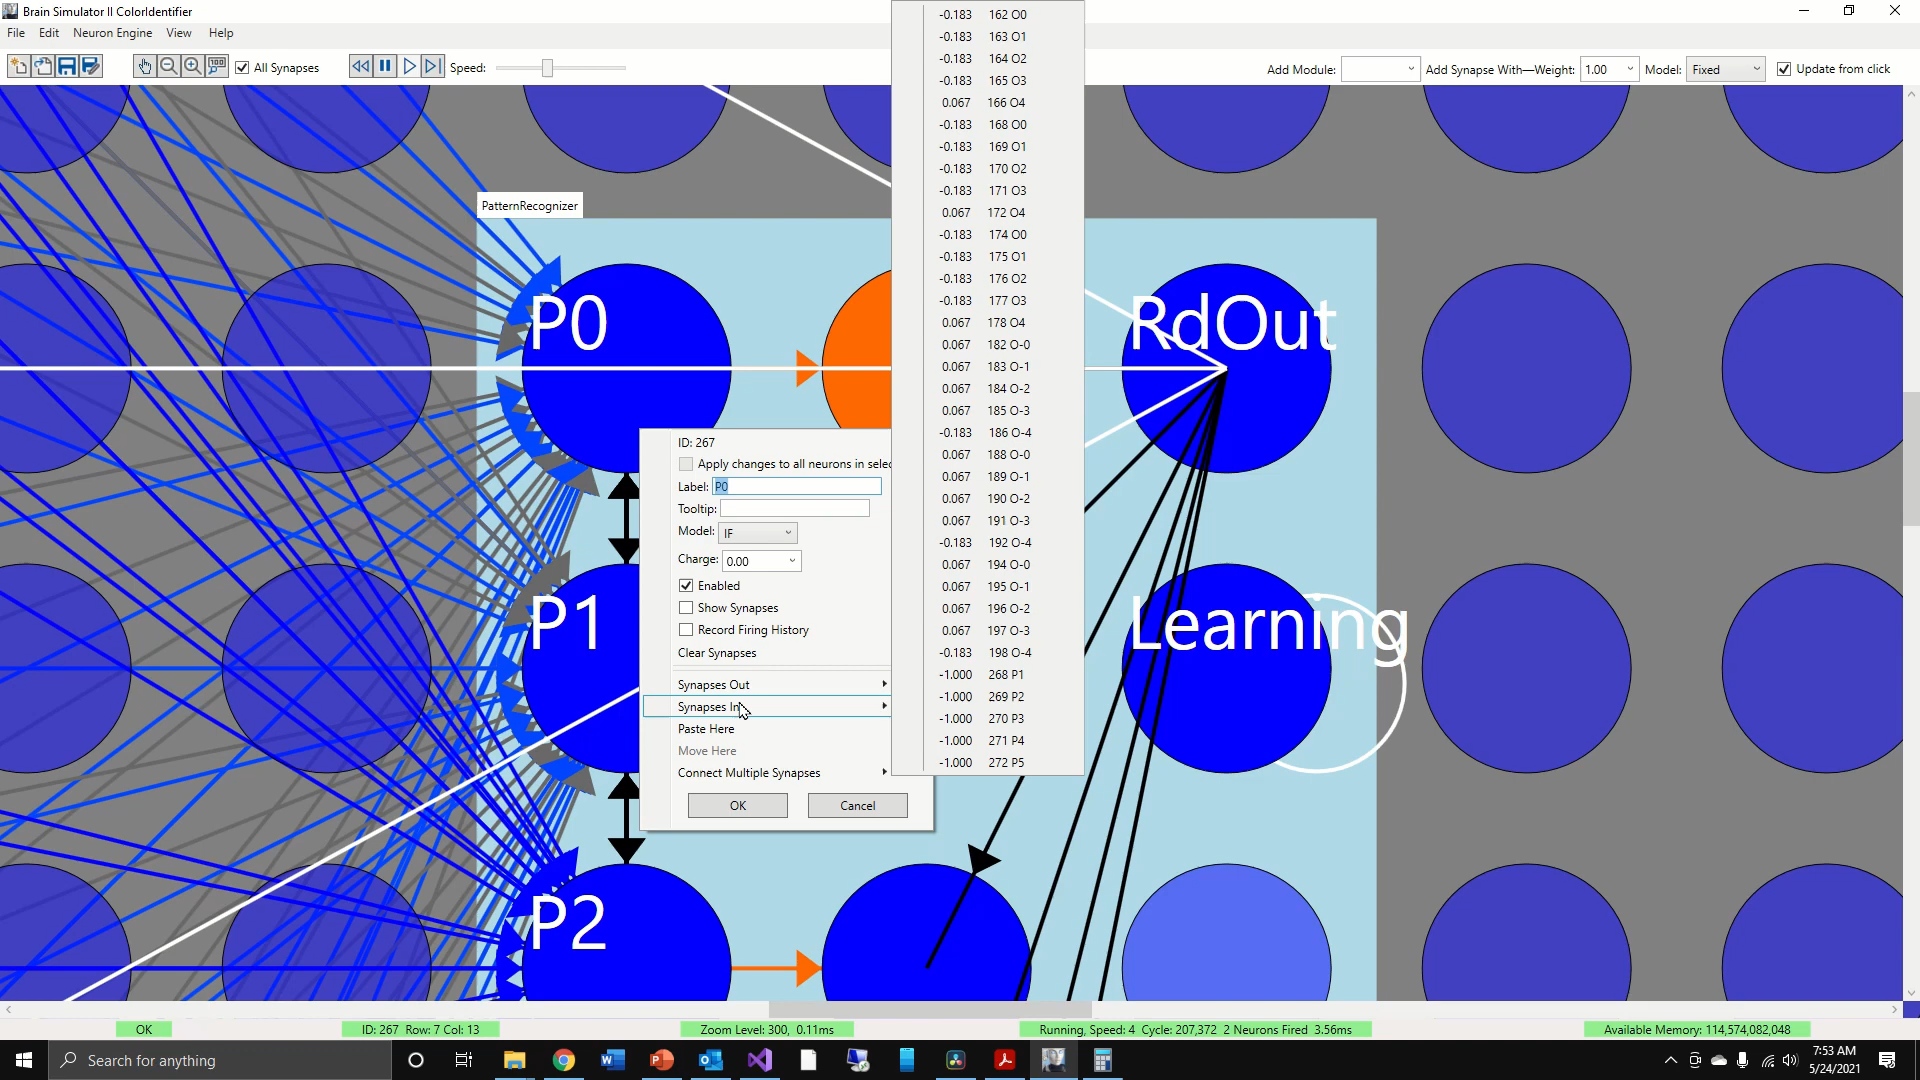 Brain Simulator II ColorIdentifier
File Edit Neuron Engine View Help
100 All Synapses Speed: Add Module: Add Synapse With—Weight: 1.00 Model: Fixed Update from click
-0.183 162 O0
-0.183 163 O1
-0.183 164 O2
-0.183 165 O3
0.067 166 O4
-0.183 168 O0
-0.183 169 O1
-0.183 170 O2
-0.183 171 O3
0.067 172 O4
-0.183 174 O0
-0.183 175 O1
-0.183 176 O2
-0.183 177 O3
0.067 178 O4
0.067 182 O-0
0.067 183 O-1
0.067 184 O-2
0.067 185 O-3
-0.183 186 O-4
0.067 188 O-0
0.067 189 O-1
0.067 190 O-2
0.067 191 O-3
-0.183 192 O-4
0.067 194 O-0
0.067 195 O-1
0.067 196 O-2
0.067 197 O-3
-0.183 198 O-4
-1.000 268 P1
-1.000 269 P2
-1.000 270 P3
-1.000 271 P4
-1.000 272 P5
PatternRecognizer
P0
RdOut
P1
Learning
P2
ID: 267
Apply changes to all neurons in selec
Label: P0
Tooltip:
Model: IF
Charge: 0.00
Enabled
Show Synapses
Record Firing History
Clear Synapses
Synapses Out
Synapses In
Paste Here
Move Here
Connect Multiple Synapses
OK Cancel
OK ID: 267 Row: 7 Col: 13 Zoom Level: 300, 0.11ms Running, Speed: 4 Cycle: 207,372 2 Neurons Fired 3.56ms Available Memory: 114,574,082,048
Search for anything
7:53 AM
5/24/2021